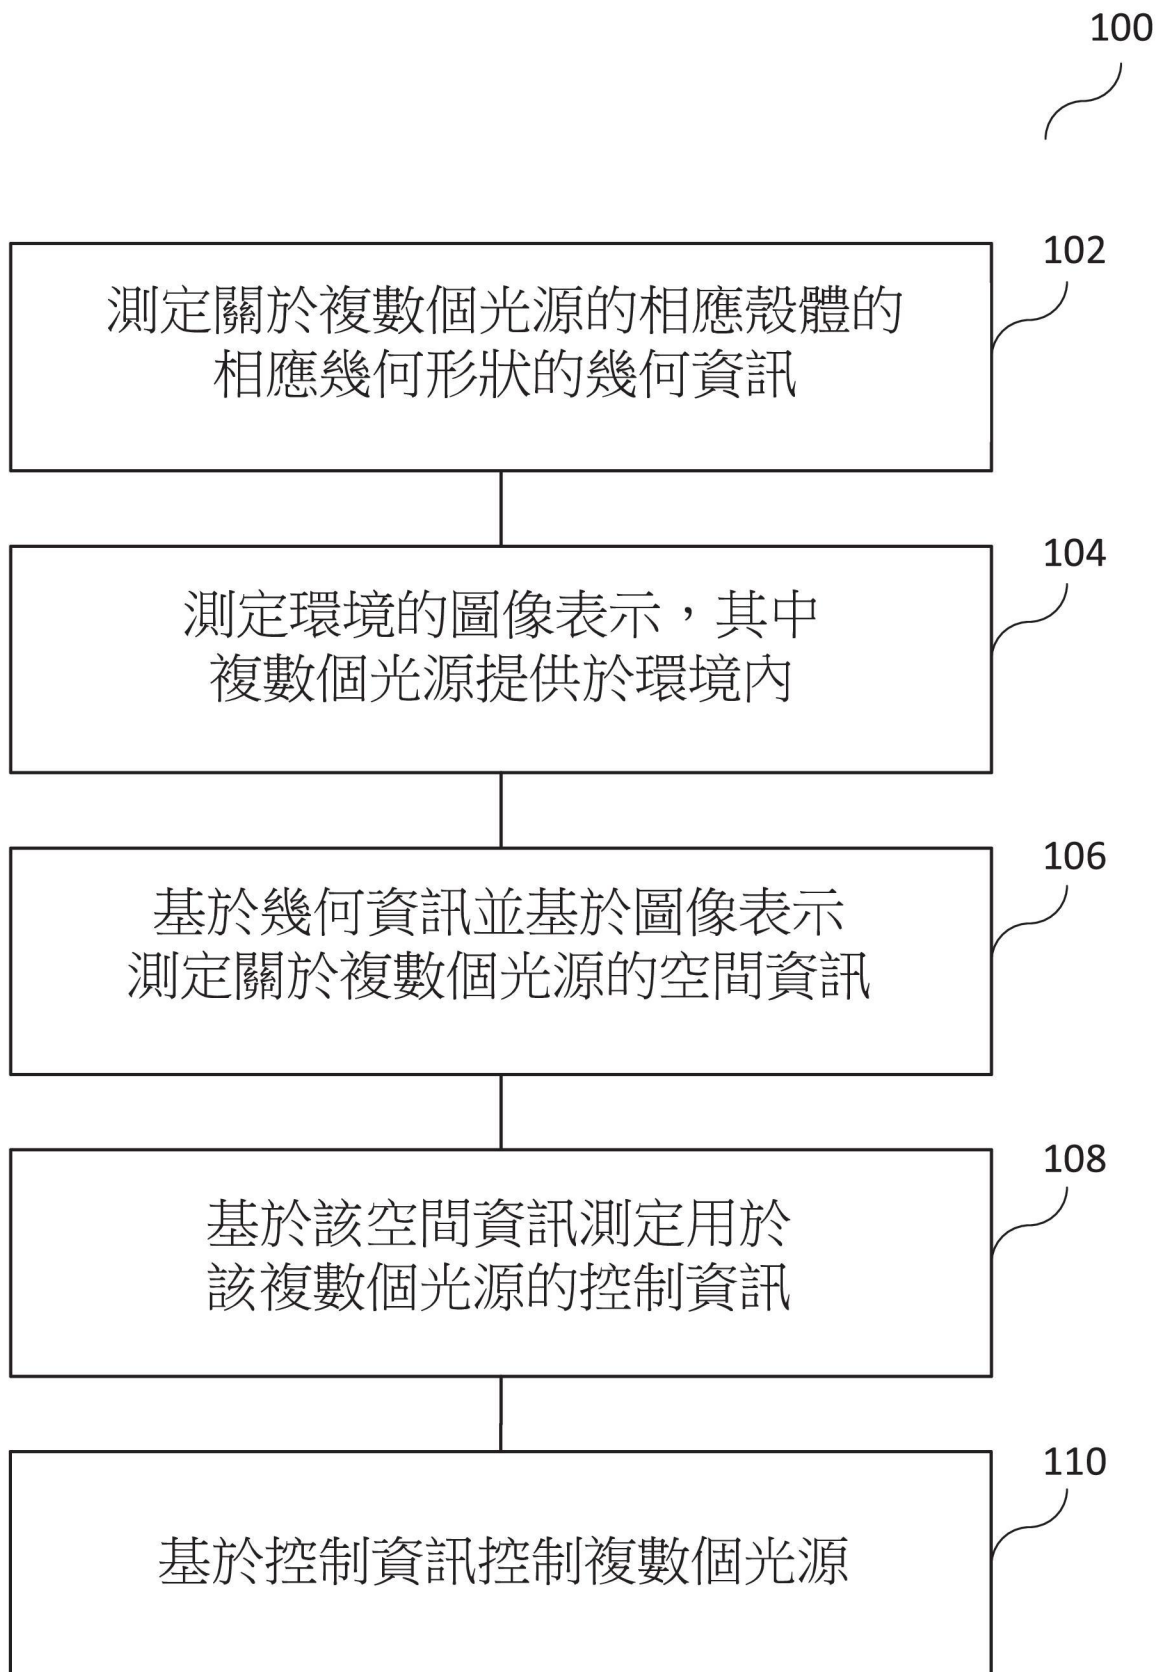 100
102
測定關於複數個光源的相應殼體的
相應幾何形狀的幾何資訊
104
測定環境的圖像表示，其中
複數個光源提供於環境內
106
基於幾何資訊並基於圖像表示
測定關於複數個光源的空間資訊
108
基於該空間資訊測定用於
該複數個光源的控制資訊
110
基於控制資訊控制複數個光源